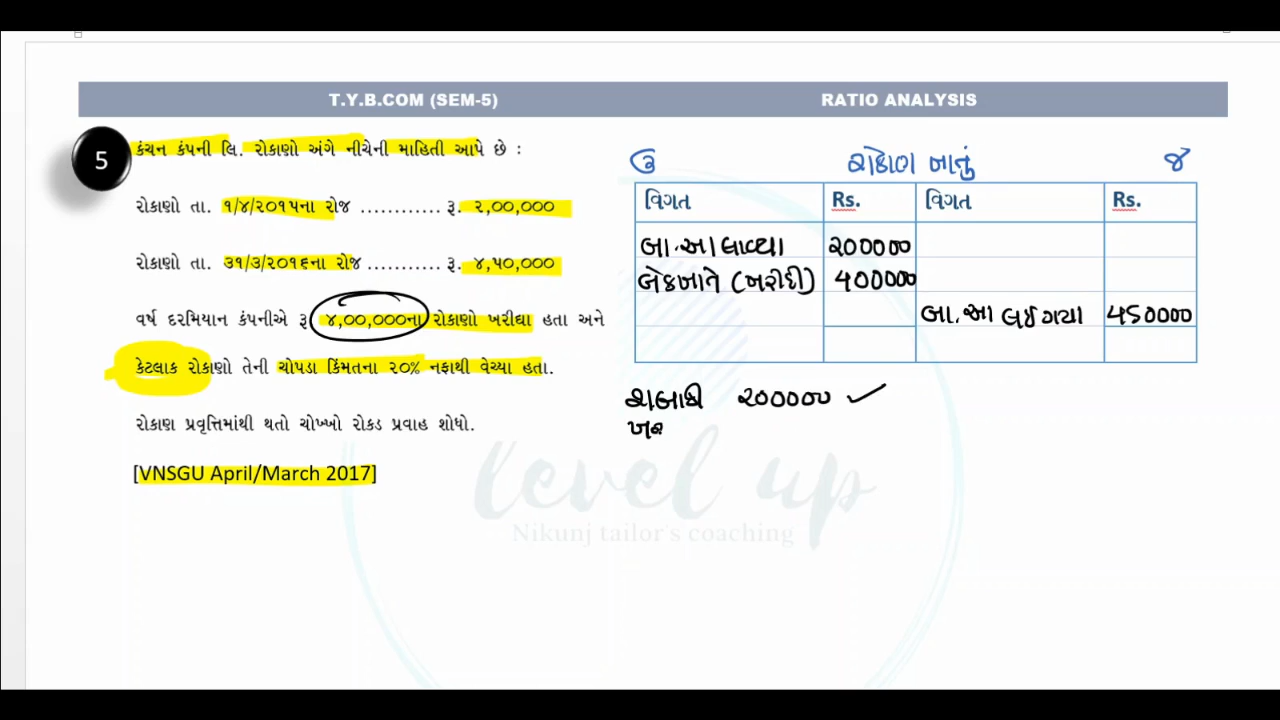 T.Y.B.COM (SEM-5) RATIO ANALYSIS
5
કંચન કંપની લિ. રોકાણો અંગે નીચેની માહિતી આપે છે :
રોકાણો તા. ૧/૪/૨૦૧૫ના રોજ ............ રૂ. ૨,૦૦,૦૦૦
રોકાણો તા. ૩૧/૩/૨૦૧૬ના રોજ ............ રૂ. ૪,૫૦,૦૦૦
વર્ષ દરમિયાન કંપનીએ રૂ ૪,૦૦,૦૦૦ના રોકાણો ખરીદ્યા હતા અને
કેટલાક રોકાણો તેની ચોપડા કિંમતના ૨૦% નફાથી વેચ્યા હતા.
રોકાણ પ્રવૃત્તિમાંથી થતો ચોખ્ખો રોકડ પ્રવાહ શોધો.
[VNSGU April/March 2017]
ઉ રોકાણ ખાતું જ
વિગત Rs. વિગત Rs.
બા.આ લાવ્યા 200000
બેંકખાતે (ખરીદી) 400000
બા.આ લઈ ગયા 450000
200000
level up
Nikunj tailor's coaching